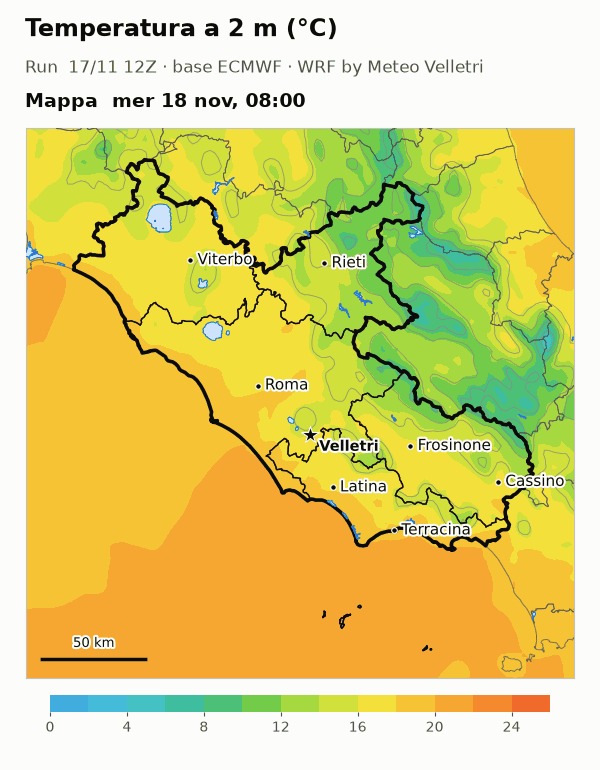 Temperatura a 2 m (°C)
Run  17/11 12Z · base ECMWF · WRF by Meteo Velletri
Mappa  mer 18 nov, 08:00
Viterbo
Rieti
Roma
Velletri
Frosinone
Cassino
Latina
Terracina
50 km
0 4 8 12 16 20 24